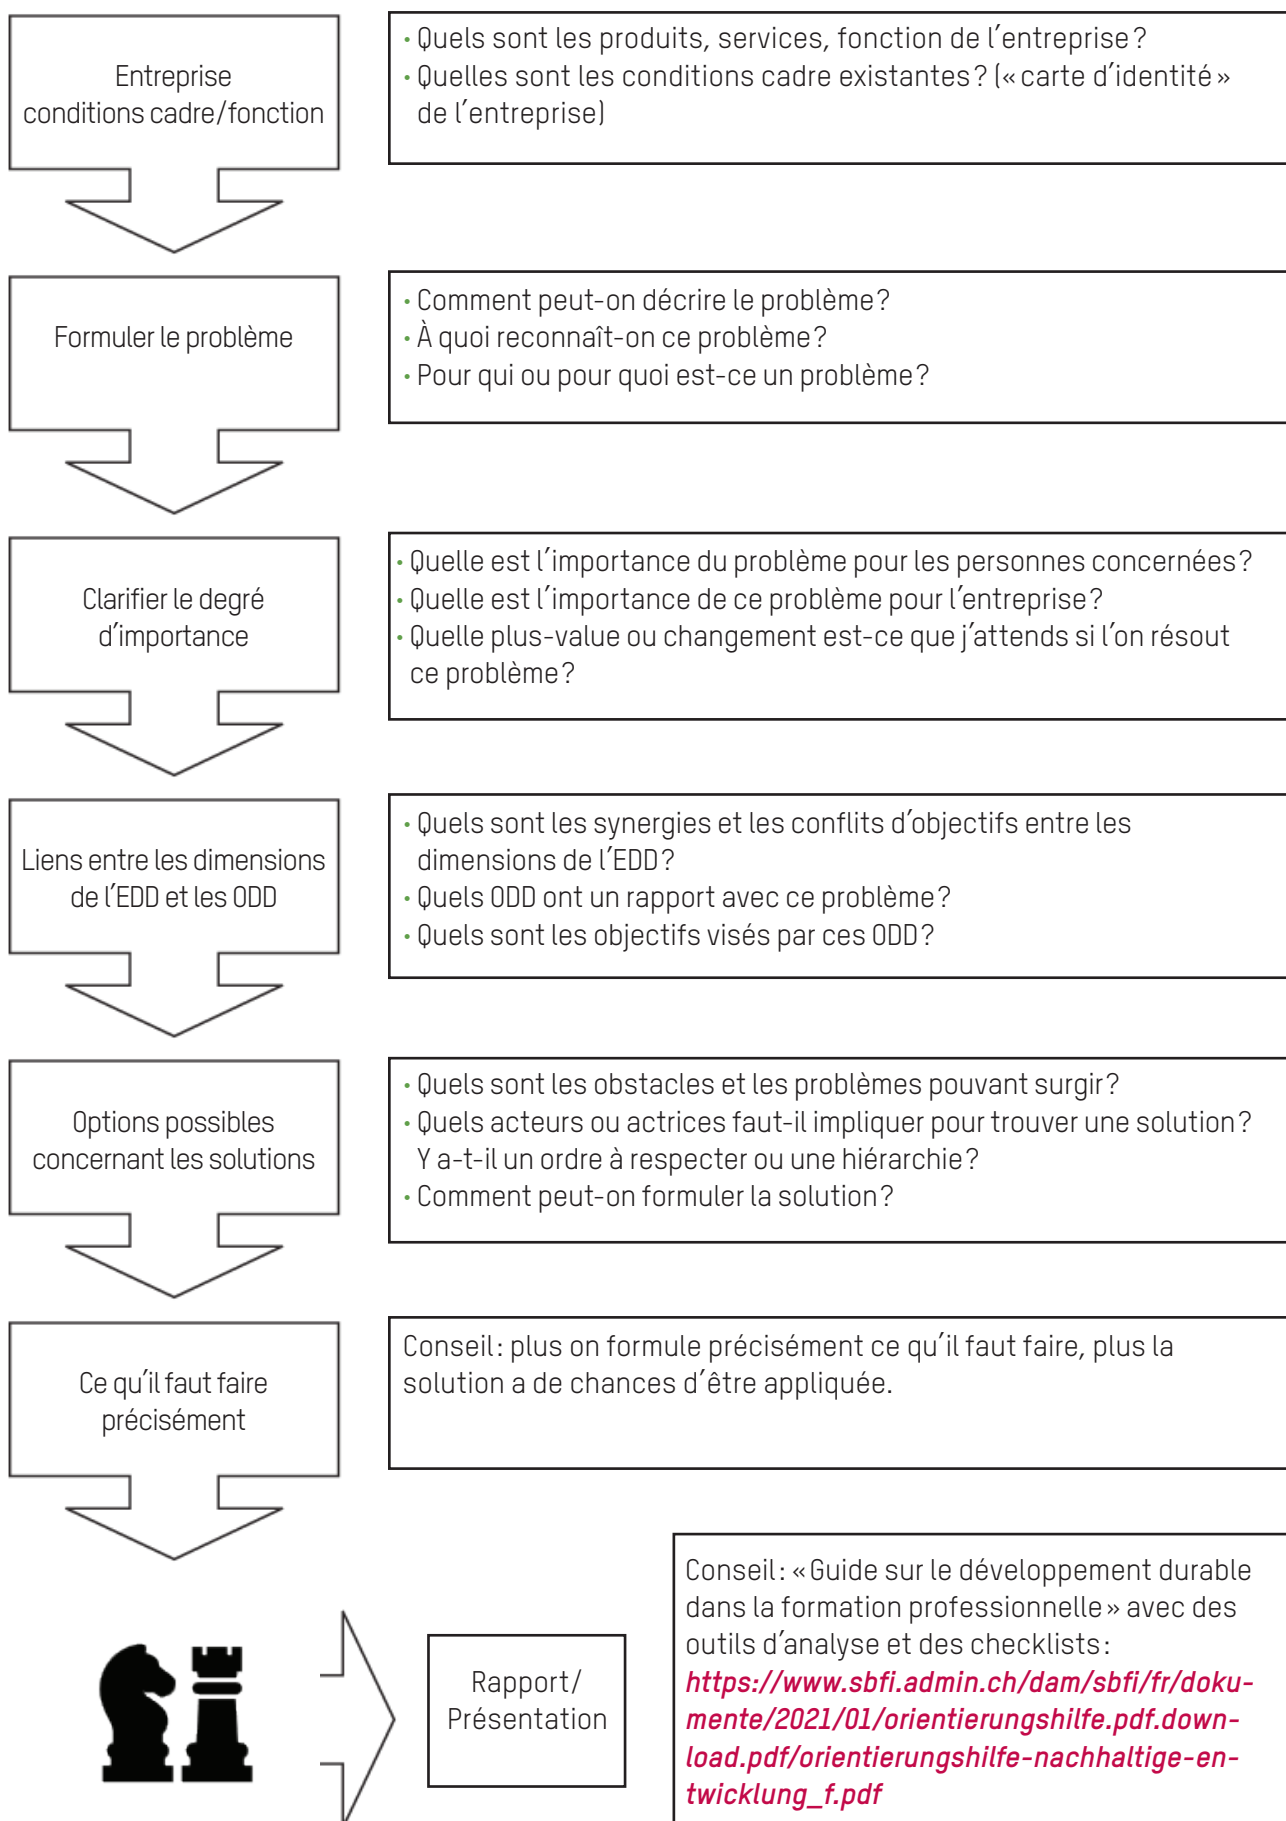 Entreprise
conditions cadre/fonction
• Quels sont les produits, services, fonction de l’entreprise?
• Quelles sont les conditions cadre existantes? («carte d’identité»
de l’entreprise)
Formuler le problème
• Comment peut-on décrire le problème?
• À quoi reconnaît-on ce problème?
• Pour qui ou pour quoi est-ce un problème?
Clarifier le degré
d’importance
• Quelle est l’importance du problème pour les personnes concernées?
• Quelle est l’importance de ce problème pour l’entreprise?
• Quelle plus-value ou changement est-ce que j’attends si l’on résout
ce problème?
Liens entre les dimensions
de l’EDD et les ODD
• Quels sont les synergies et les conflits d’objectifs entre les
dimensions de l’EDD?
• Quels ODD ont un rapport avec ce problème?
• Quels sont les objectifs visés par ces ODD?
Options possibles
concernant les solutions
• Quels sont les obstacles et les problèmes pouvant surgir?
• Quels acteurs ou actrices faut-il impliquer pour trouver une solution?
Y a-t-il un ordre à respecter ou une hiérarchie?
• Comment peut-on formuler la solution?
Ce qu’il faut faire
précisément
Conseil: plus on formule précisément ce qu’il faut faire, plus la
solution a de chances d’être appliquée.
Rapport/
Présentation
Conseil: «Guide sur le développement durable
dans la formation professionnelle» avec des
outils d’analyse et des checklists:
https://www.sbfi.admin.ch/dam/sbfi/fr/doku-
mente/2021/01/orientierungshilfe.pdf.down-
load.pdf/orientierungshilfe-nachhaltige-en-
twicklung_f.pdf